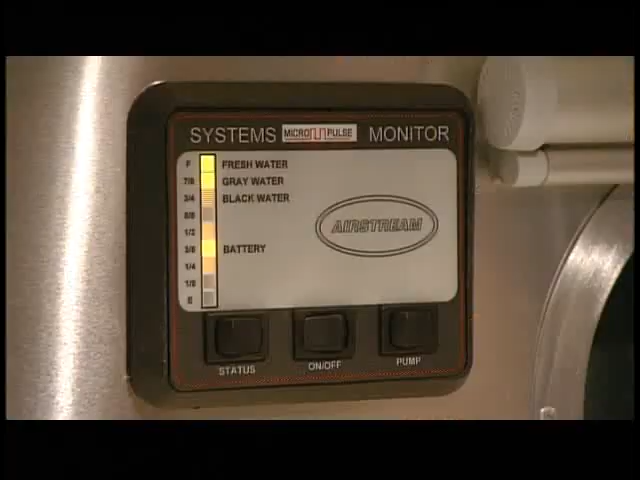 SYSTEMS MICRO PULSE MONITOR
F FRESH WATER
7/8 GRAY WATER
3/4 BLACK WATER
5/8
1/2
AIRSTREAM
3/8 BATTERY
1/4
1/8
E
STATUS ON/OFF PUMP